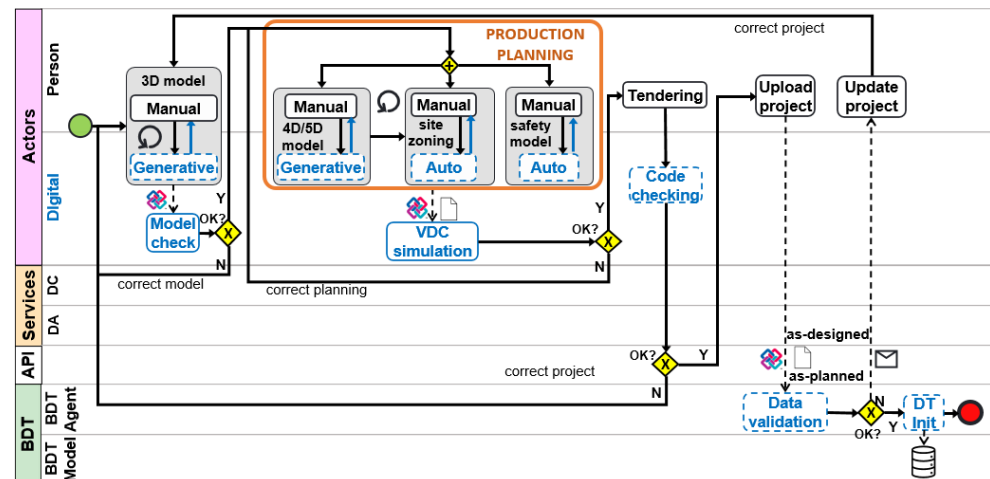 Actors
Person
DIgital
Services
DC
DA
API
BDT
BDT
Agent
BDT
Model
correct project
PRODUCTION
PLANNING
3D model
Manual
Generative
Model
check
OK?
X
Y
N
correct model
+
Manual
4D/5D
model
Generative
Manual
site
zoning
Auto
Manual
safety
model
Auto
VDC
simulation
OK?
X
Y
N
correct planning
Tendering
Code
checking
OK?
X
Y
N
correct project
Upload
project
Update
project
as-designed
as-planned
Data
validation
X
OK?
N
Y
DT
Init